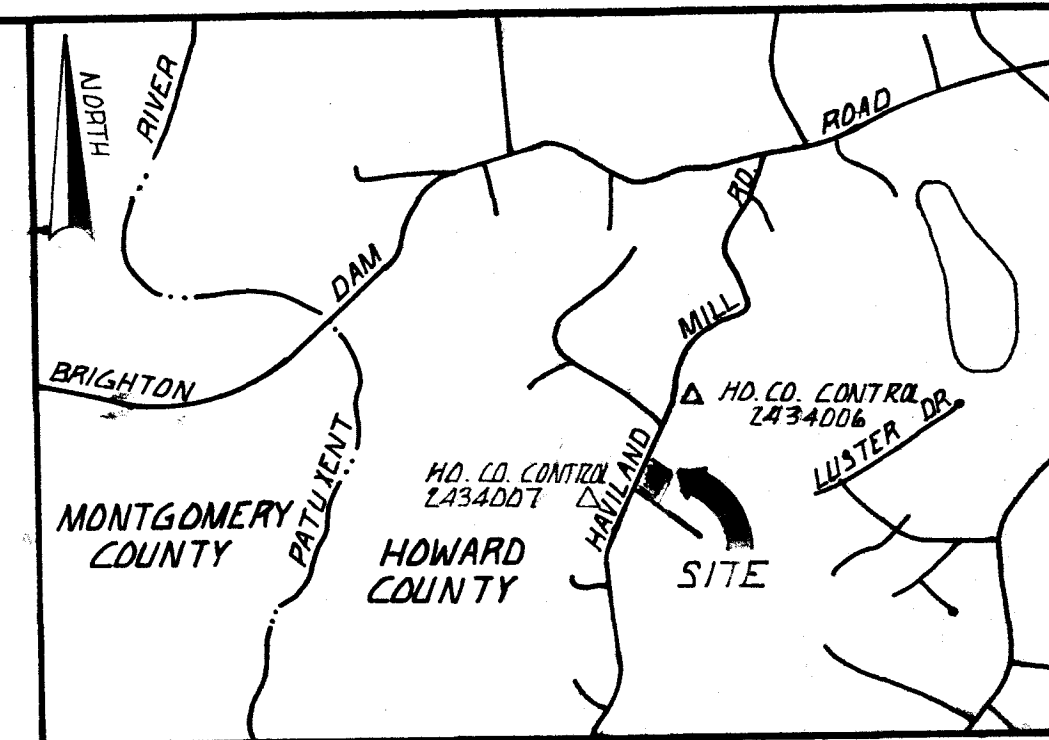 NORTH
RIVER
ROAD
RD.
DAM
MILL
BRIGHTON
HO. CO. CONTROL
2434006
LUSTER DR
PATUXENT
HO. CO. CONTROL
2434007
HAVILAND
MONTGOMERY
COUNTY
HOWARD
COUNTY
SITE